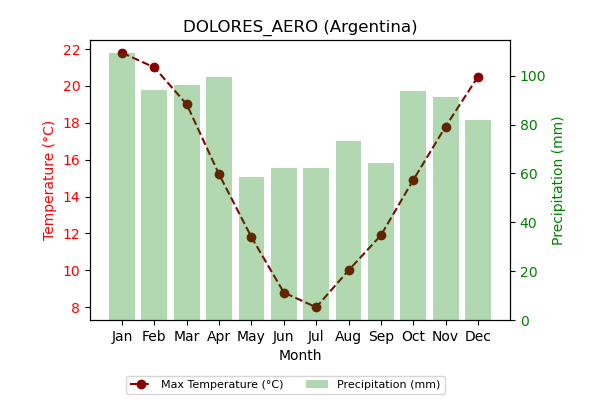 DOLORES_AERO (Argentina)
22
20
18
16
14
12
10
8
Temperature (°C)
100
80
60
40
20
0
Precipitation (mm)
Jan Feb Mar Apr May Jun Jul Aug Sep Oct Nov Dec
Month
Max Temperature (°C) Precipitation (mm)